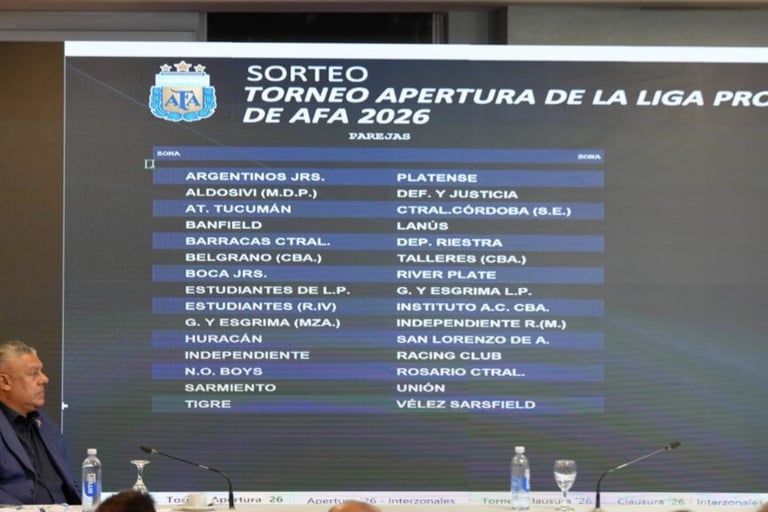 AFA
SORTEO
TORNEO APERTURA DE LA LIGA PRO
DE AFA 2026
PAREJAS
ZONA ZONA
ARGENTINOS JRS. PLATENSE
ALDOSIVI (M.D.P.) DEF. Y JUSTICIA
AT. TUCUMÁN CTRAL.CÓRDOBA (S.E.)
BANFIELD LANÚS
BARRACAS CTRAL. DEP. RIESTRA
BELGRANO (CBA.) TALLERES (CBA.)
BOCA JRS. RIVER PLATE
ESTUDIANTES DE L.P. G. Y ESGRIMA L.P.
ESTUDIANTES (R.IV) INSTITUTO A.C. CBA.
G. Y ESGRIMA (MZA.) INDEPENDIENTE R.(M.)
HURACÁN SAN LORENZO DE A.
INDEPENDIENTE RACING CLUB
N.O. BOYS ROSARIO CTRAL.
SARMIENTO UNIÓN
TIGRE VÉLEZ SARSFIELD
Apertura '26 Apertura '26 - Interzonales Clausura '26 Clausura '26 - Interzonales